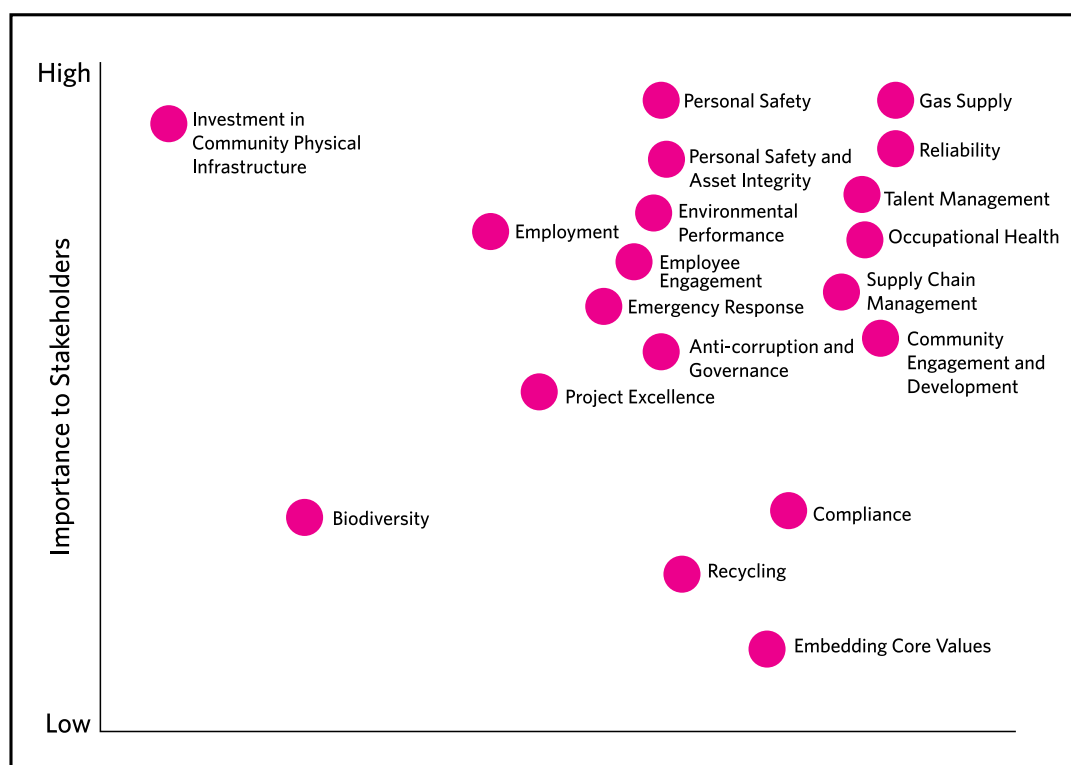 High
Personal Safety
Gas Supply
Investment in
Community Physical
Infrastructure
Reliability
Personal Safety and
Asset Integrity
Talent Management
Environmental
Performance
Employment
Occupational Health
Employee
Engagement
Supply Chain
Management
Emergency Response
Community
Engagement and
Development
Anti-corruption and
Governance
Project Excellence
Importance to Stakeholders
Biodiversity
Compliance
Recycling
Embedding Core Values
Low